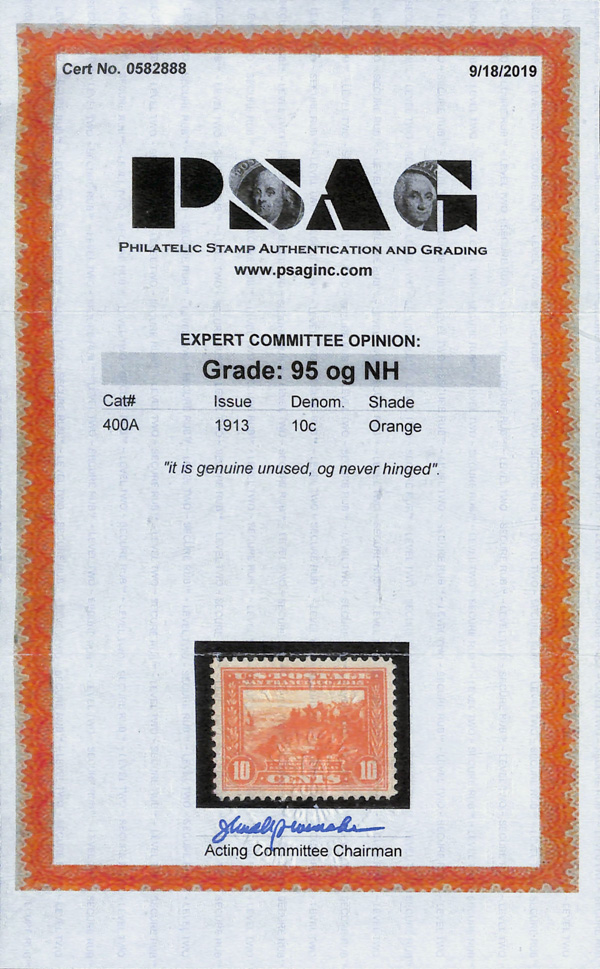 Cert No. 0582888 9/18/2019
PSAG
PHILATELIC STAMP AUTHENTICATION AND GRADING
www.psaginc.com
EXPERT COMMITTEE OPINION:
Grade: 95 og NH
Cat# Issue Denom. Shade
400A 1913 10c Orange
"it is genuine unused, og never hinged".
U.S. POSTAGE
SAN FRANCISCO
10 CENTS 10
Acting Committee Chairman